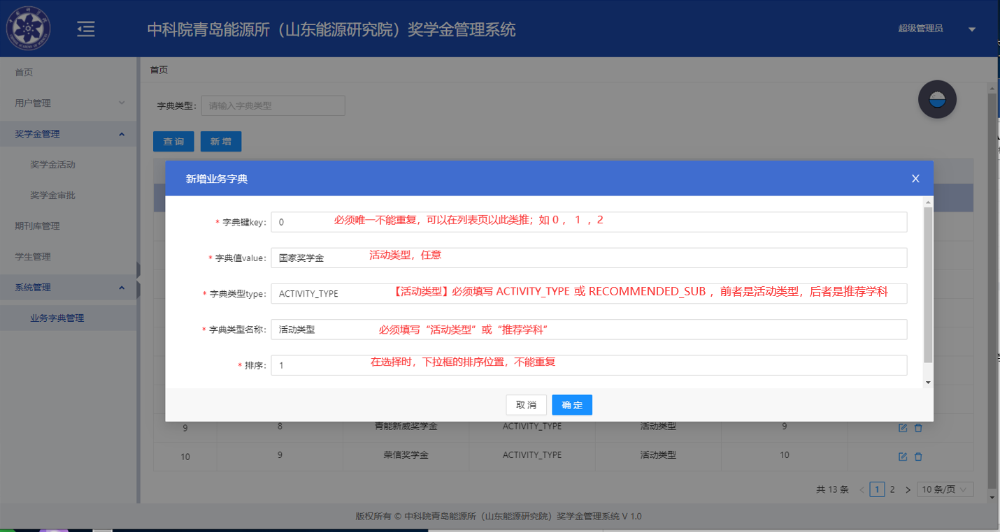 中科院青岛能源所（山东能源研究院）奖学金管理系统
超级管理员
首页
用户管理
奖学金管理
奖学金活动
奖学金审批
期刊库管理
学生管理
系统管理
业务字典管理
首页
字典类型： 请输入字典类型
查 询 新 增
新增业务字典 X
* 字典键key： 0 必须唯一不能重复，可以在列表页以此类推；如 0 ， 1 ，2
* 字典值value： 国家奖学金 活动类型，任意
* 字典类型type： ACTIVITY_TYPE 【活动类型】必须填写 ACTIVITY_TYPE 或 RECOMMENDED_SUB ，前者是活动类型，后者是推荐学科
* 字典类型名称： 活动类型 必须填写“活动类型”或“推荐学科”
* 排序： 1 在选择时，下拉框的排序位置，不能重复
取 消 确 定
9 8 青能新威奖学金 ACTIVITY_TYPE 活动类型 9
10 9 荣信奖学金 ACTIVITY_TYPE 活动类型 10
共 13 条 < 1 2 > 10 条/页
版权所有 © 中科院青岛能源所（山东能源研究院）奖学金管理系统 V 1.0